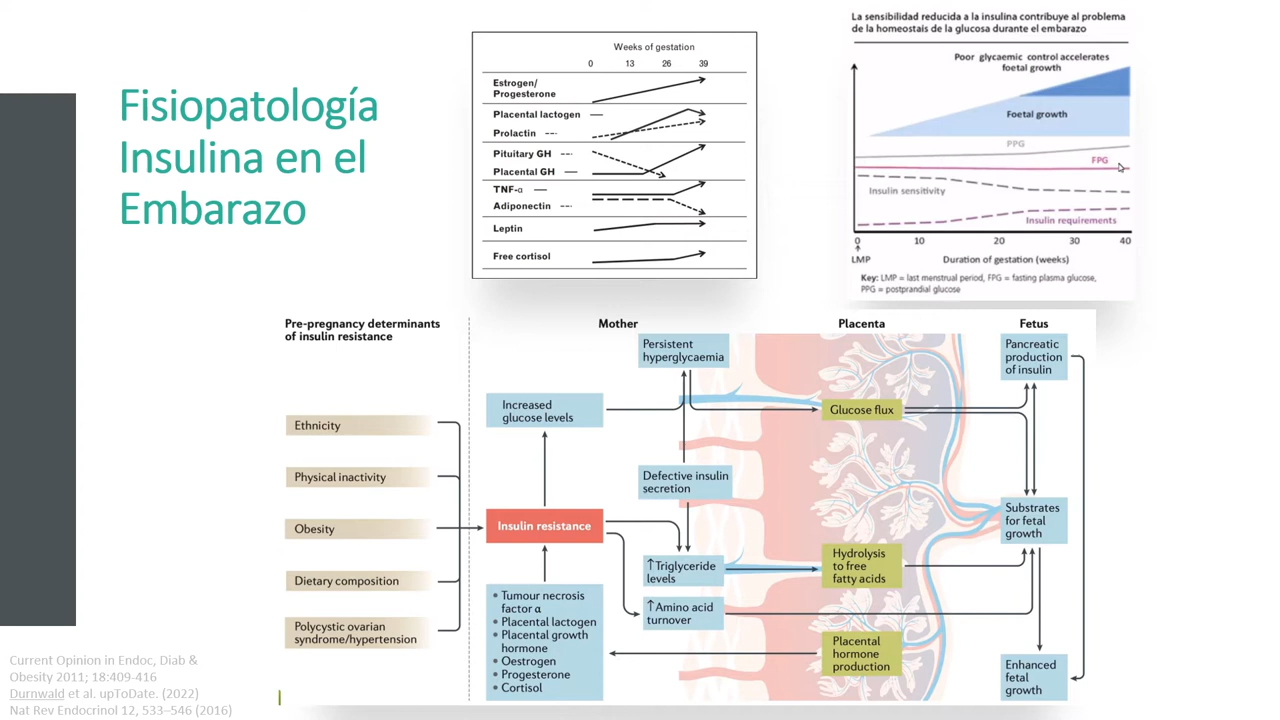 Fisiopatología
Insulina en el
Embarazo
Weeks of gestation
0 13 26 39
Estrogen/
Progesterone
Placental lactogen
Prolactin
Pituitary GH
Placental GH
TNF-α
Adiponectin
Leptin
Free cortisol
La sensibilidad reducida a la insulina contribuye al problema
de la homeostais de la glucosa durante el embarazo
Poor glycaemic control accelerates
foetal growth
Foetal growth
PPG
FPG
Insulin sensitivity
Insulin requirements
0 10 20 30 40
LMP Duration of gestation (weeks)
Key: LMP = last menstrual period, FPG = fasting plasma glucose,
PPG = postprandial glucose
Pre-pregnancy determinants
of insulin resistance
Mother
Placenta
Fetus
Ethnicity
Physical inactivity
Obesity
Dietary composition
Polycystic ovarian
syndrome/hypertension
Increased
glucose levels
Insulin resistance
• Tumour necrosis
factor α
• Placental lactogen
• Placental growth
hormone
• Oestrogen
• Progesterone
• Cortisol
Persistent
hyperglycaemia
Defective insulin
secretion
↑Triglyceride
levels
↑Amino acid
turnover
Glucose flux
Hydrolysis
to free
fatty acids
Placental
hormone
production
Pancreatic
production
of insulin
Substrates
for fetal
growth
Enhanced
fetal
growth
Current Opinion in Endoc, Diab &
Obesity 2011; 18:409-416
Durnwald et al. upToDate. (2022)
Nat Rev Endocrinol 12, 533–546 (2016)